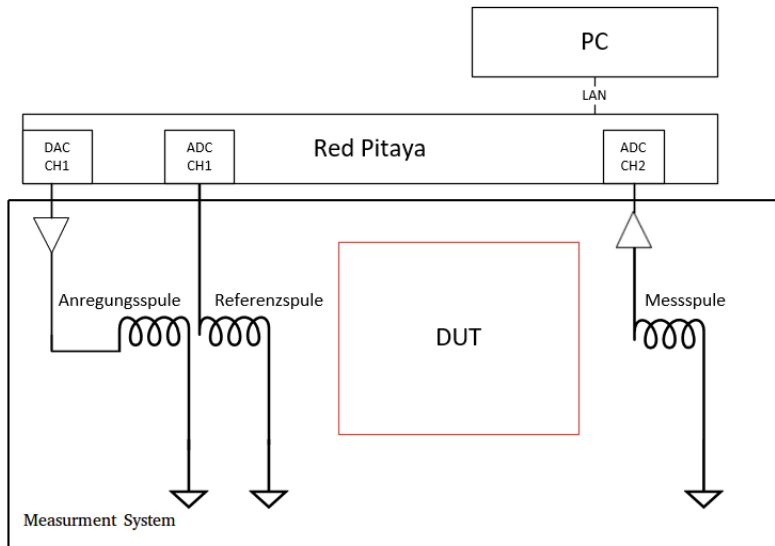 PC
LAN
DAC
CH1
ADC
CH1
Red Pitaya
ADC
CH2
Anregungsspule
Referenzspule
Messspule
DUT
Measurment System